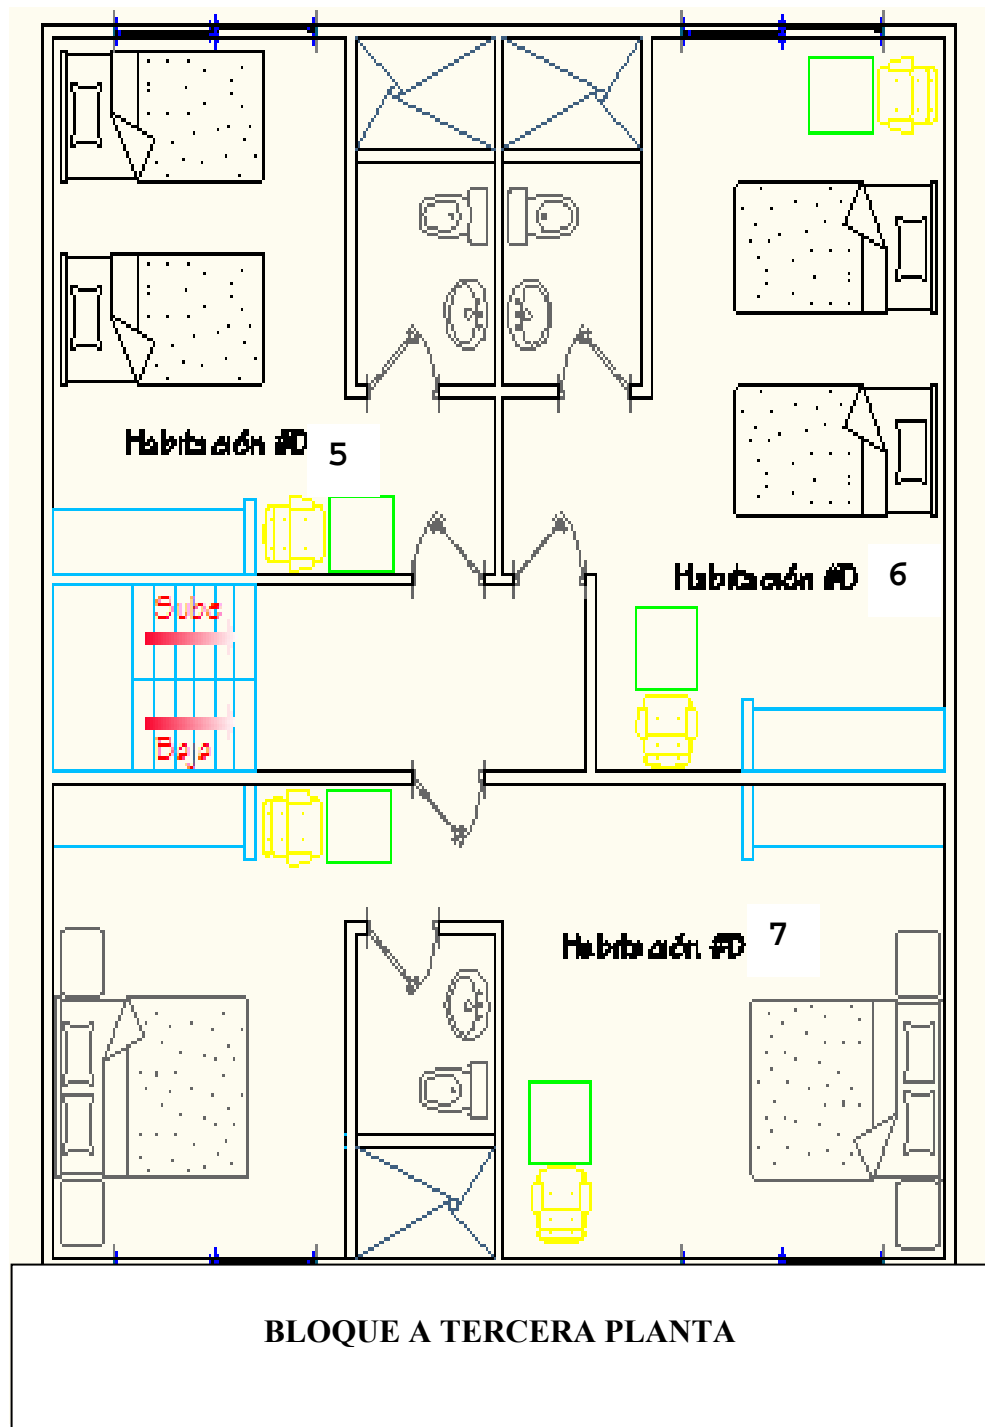 Habitación #D 5
Habitación #D 6
Sube
Baja
Habitación #D 7
BLOQUE A TERCERA PLANTA